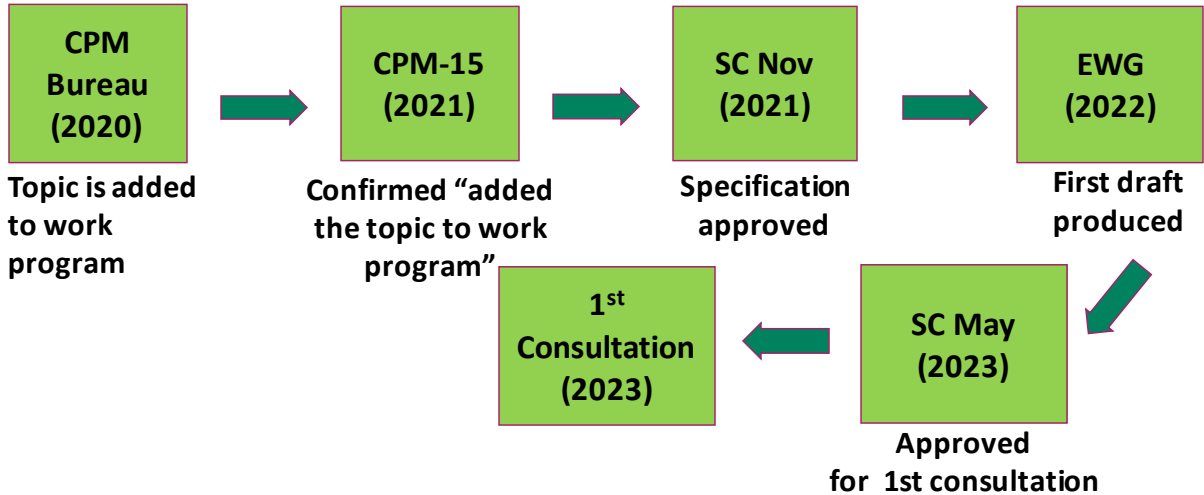 CPM
Bureau
(2020)
Topic is added
to work
program
CPM-15
(2021)
Confirmed “added
the topic to work
program”
SC Nov
(2021)
Specification
approved
EWG
(2022)
First draft
produced
SC May
(2023)
Approved
for 1st consultation
1st
Consultation
(2023)